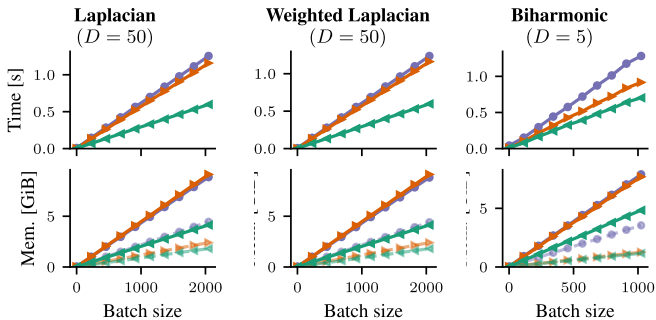 Laplacian
(D = 50)
Weighted Laplacian
(D = 50)
Biharmonic
(D = 5)
Time [s]
1.0
0.5
0.0
1.0
0.5
0.0
1.0
0.5
0.0
Mem. [GiB]
5
0
5
0
5
0
0 1000 2000
0 1000 2000
0 500 1000
Batch size
Batch size
Batch size